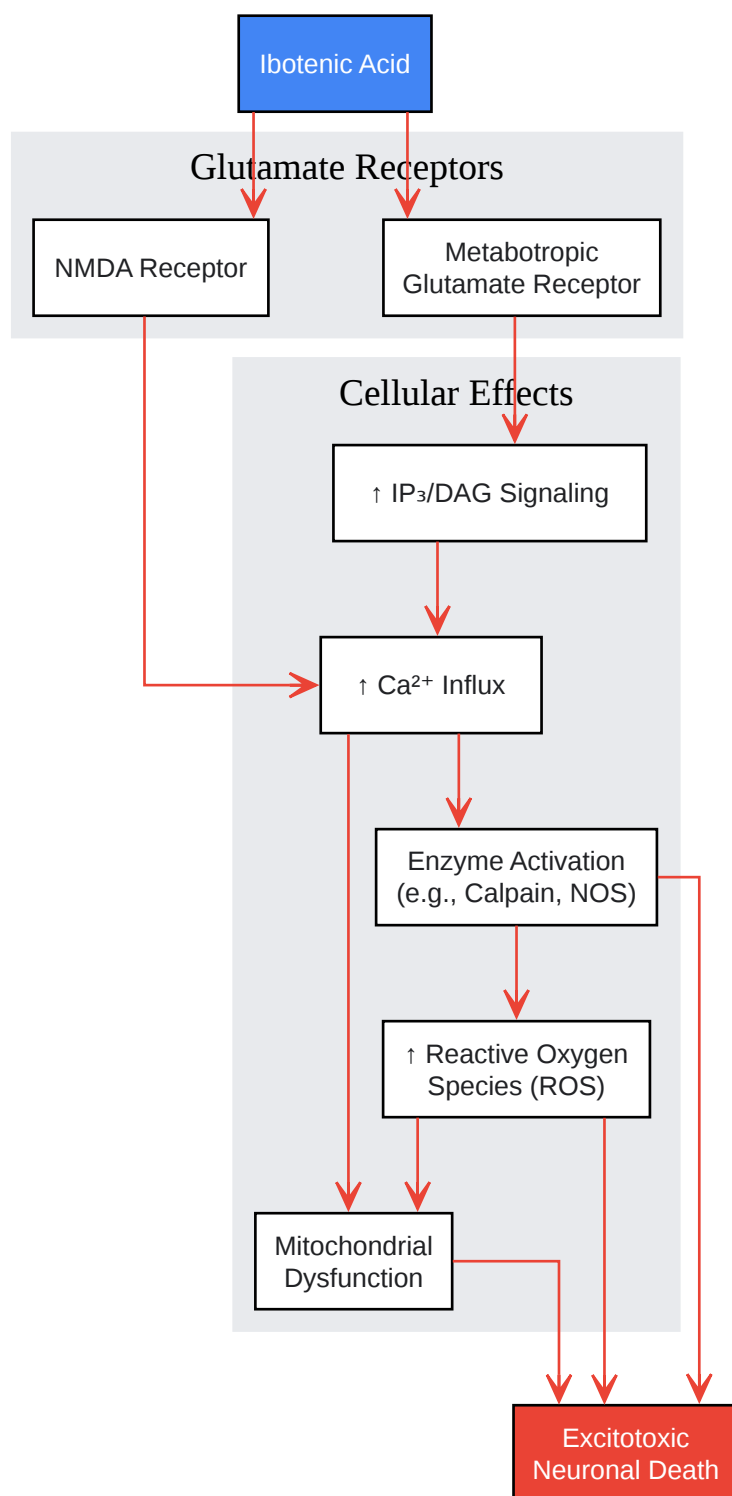 Ibotenic Acid
Glutamate Receptors
NMDA Receptor
Metabotropic
Glutamate Receptor
Cellular Effects
↑ IP₃/DAG Signaling
↑ Ca²⁺ Influx
Enzyme Activation
(e.g., Calpain, NOS)
↑ Reactive Oxygen
Species (ROS)
Mitochondrial
Dysfunction
Excitotoxic
Neuronal Death